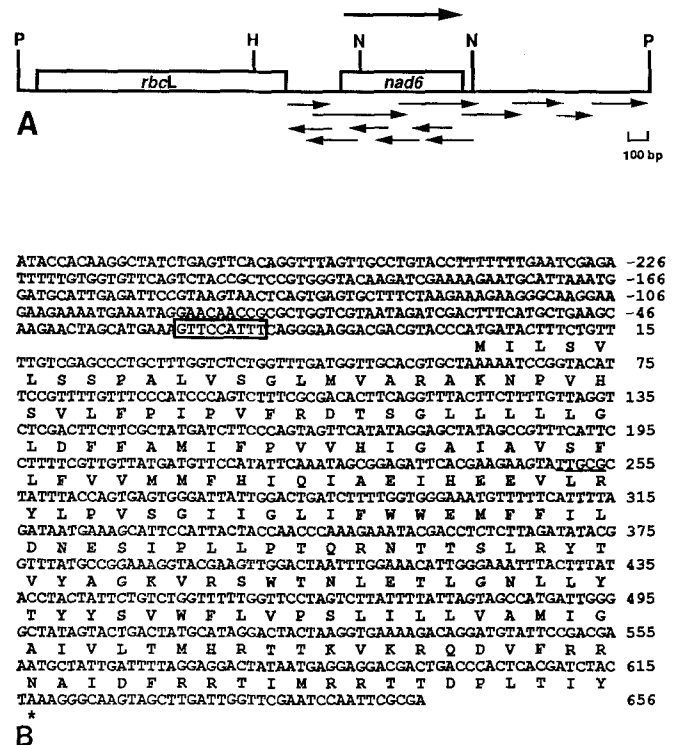 P H N N P
rbcL nad6
A
100 bp
ATACCACAAGGCTATCTGAGTTCACAGGTTTAGTTGCCTGTACCTTTTTTTGAATCGAGA -226
TTTTTGTGGTGTTCAGTCTACCGCTCCGTGGGTACAAGATCGAAAAGAATGCATTAAATG -166
GATGCATTGAGATTCCGTAAGTAACTCAGTGAGTGCTTTCTAAGAAAGAAGGGCAAGGAA -106
GAAGAAAATGAAATAGGAACAACCGCGCTGGTCGTAATAGATCGACTTTCATGCTGAAGC -46
AAGAACTAGCATGAAAGTTCCATTTCAGGGAAGGACGACGTACCCATGATACTTTCTGTT 15
M I L S V
TTGTCGAGCCCTGCTTTGGTCTCTGGTTTGATGGTTGCACGTGCTAAAAATCCGGTACAT 75
L S S P A L V S G L M V A R A K N P V H
TCCGTTTTGTTTCCCATCCCAGTCTTTCGCGACACTTCAGGTTTACTTCTTTTGTTAGGT 135
S V L F P I P V F R D T S G L L L L L G
CTCGACTTCTTCGCTATGATCTTCCCAGTAGTTCATATAGGAGCTATAGCCGTTTCATTC 195
L D F F A M I F P V V H I G A I A V S F
CTTTTCGTTGTTATGATGTTCCATATTCAAATAGCGGAGATTCACGAAGAAGTATTGCGC 255
L F V V M M F H I Q I A E I H E E V L R
TATTTACCAGTGAGTGGGATTATTGGACTGATCTTTTGGTGGGAAATGTTTTTCATTTTA 315
Y L P V S G I I G L I F W W E M F F I L
GATAATGAAAGCATTCCATTACTACCAACCCAAAGAAATACGACCTCTCTTAGATATACG 375
D N E S I P L L P T Q R N T T S L R Y T
GTTTATGCCGGAAAGGTACGAAGTTGGACTAATTTGGAAACATTGGGAAATTTACTTTAT 435
V Y A G K V R S W T N L E T L G N L L Y
ACCTACTATTCTGTCTGGTTTTTGGTTCCTAGTCTTATTTTATTAGTAGCCATGATTGGG 495
T Y Y S V W F L V P S L I L L V A M I G
GCTATAGTACTGACTATGCATAGGACTACTAAGGTGAAAAGACAGGATGTATTCCGACGA 555
A I V L T M H R T T K V K R Q D V F R R
AATGCTATTGATTTTAGGAGGACTATAATGAGGAGGACGACTGACCCACTCACGATCTAC 615
N A I D F R R T I M R R T T D P L T I Y
TAAAGGGCAAGTAGCTTGATTGGTTCGAATCCAATTCGCGA 656
*
B